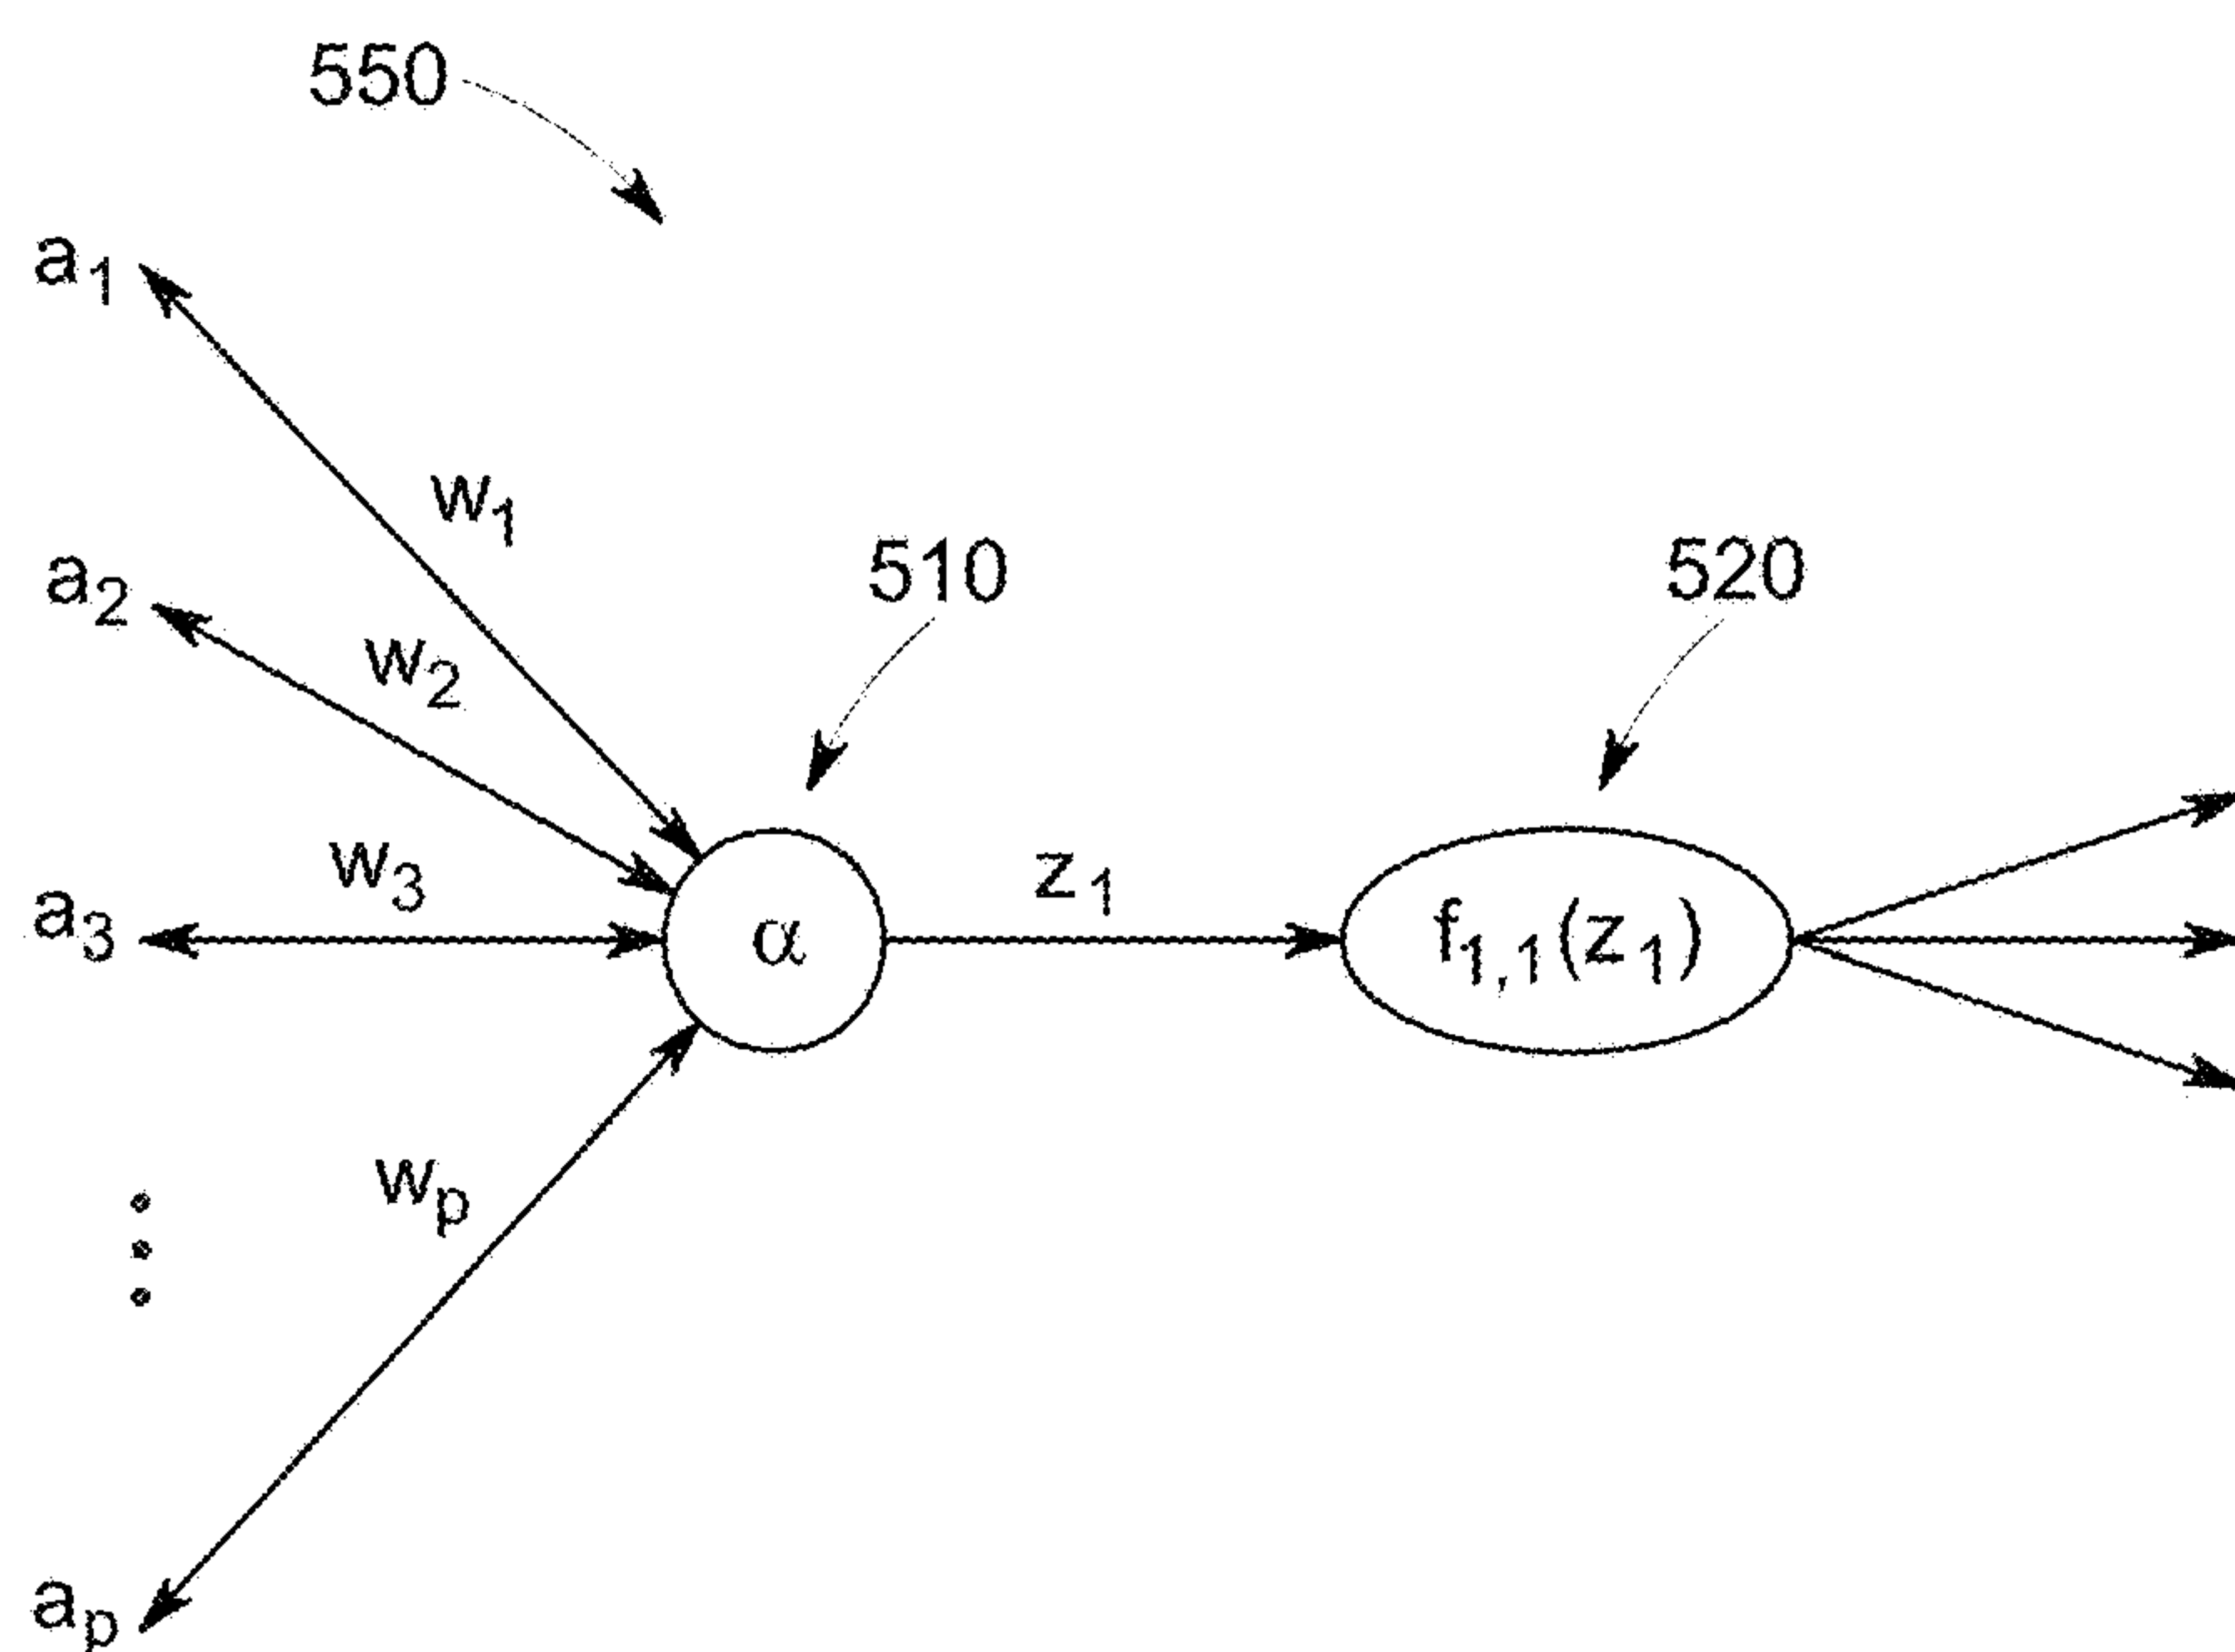 550
a₁
w₁
a₂
510
520
w₂
w₃
z₁
a₃
α
f₁,₁(z₁)
wₚ
aₚ